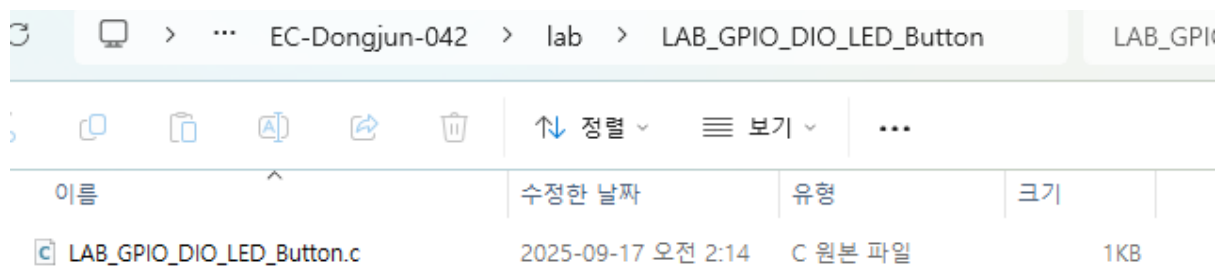 EC-Dongjun-042 > lab > LAB_GPIO_DIO_LED_Button LAB_GPI
정렬 보기
이름 수정한 날짜 유형 크기
LAB_GPIO_DIO_LED_Button.c 2025-09-17 오전 2:14 C 원본 파일 1KB